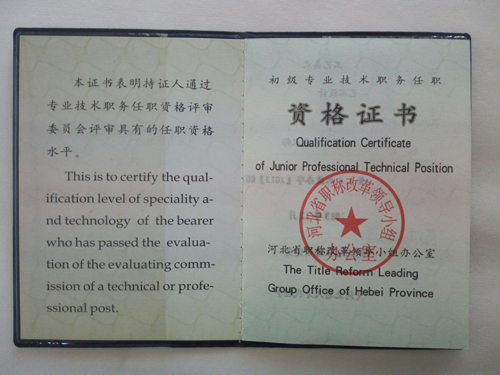 本证书表明持证人通过
专业技术职务任职资格评审
委员会评审具有的任职资格
水平。
This is to certify the qual-
ification level of speciality a-
nd technology of the bearer
who has passed the evalua-
tion of the evaluating comm-
ission of a technical or profe-
ssional post.
初级专业技术职务任职
资格证书
Qualification Certificate
of Junior Professional Technical Position
河北省职称改革领导小组
办公室
河北省职称改革领导小组办公室
The Title Reform Leading
Group Office of Hebei Province